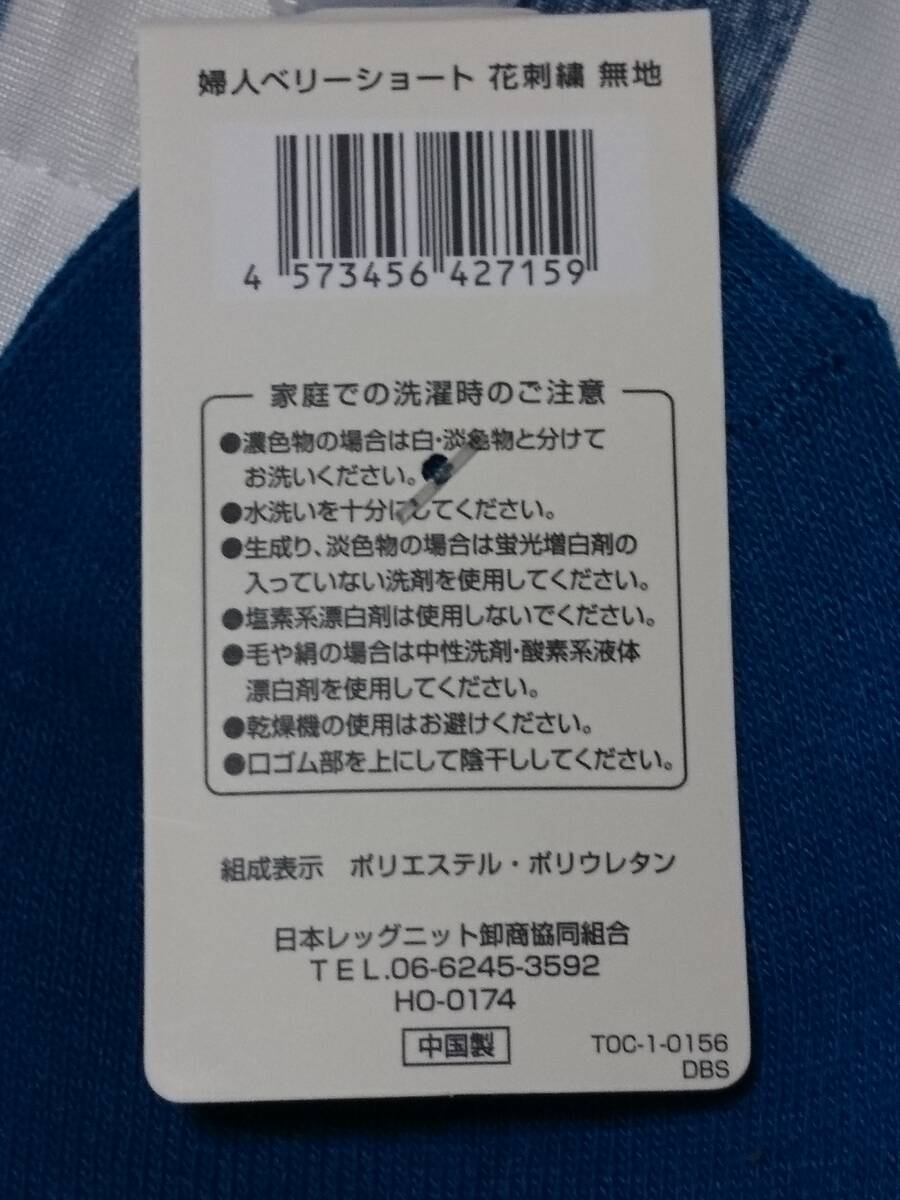 婦人ベリーショート 花刺繍 無地
4 573456 427159
家庭での洗濯時のご注意
●濃色物の場合は白・淡色物と分けて
お洗いください。
●水洗いを十分にしてください。
●生成り、淡色物の場合は蛍光増白剤の
入っていない洗剤を使用してください。
●塩素系漂白剤は使用しないでください。
●毛や絹の場合は中性洗剤・酸素系液体
漂白剤を使用してください。
●乾燥機の使用はお避けください。
●口ゴム部を上にして陰干ししてください。
組成表示 ポリエステル・ポリウレタン
日本レッグニット卸商協同組合
TEL.06-6245-3592
HO-0174
中国製
TOC-1-0156
DBS